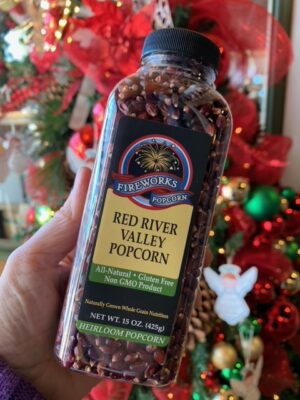 FIREWORKS
POPCORN
RED RIVER
VALLEY
POPCORN
All-Natural • Gluten Free
Non GMO Product
Naturally Grown Whole Grain Nutrition
NET WT. 15 OZ. (425g)
HEIRLOOM POPCORN